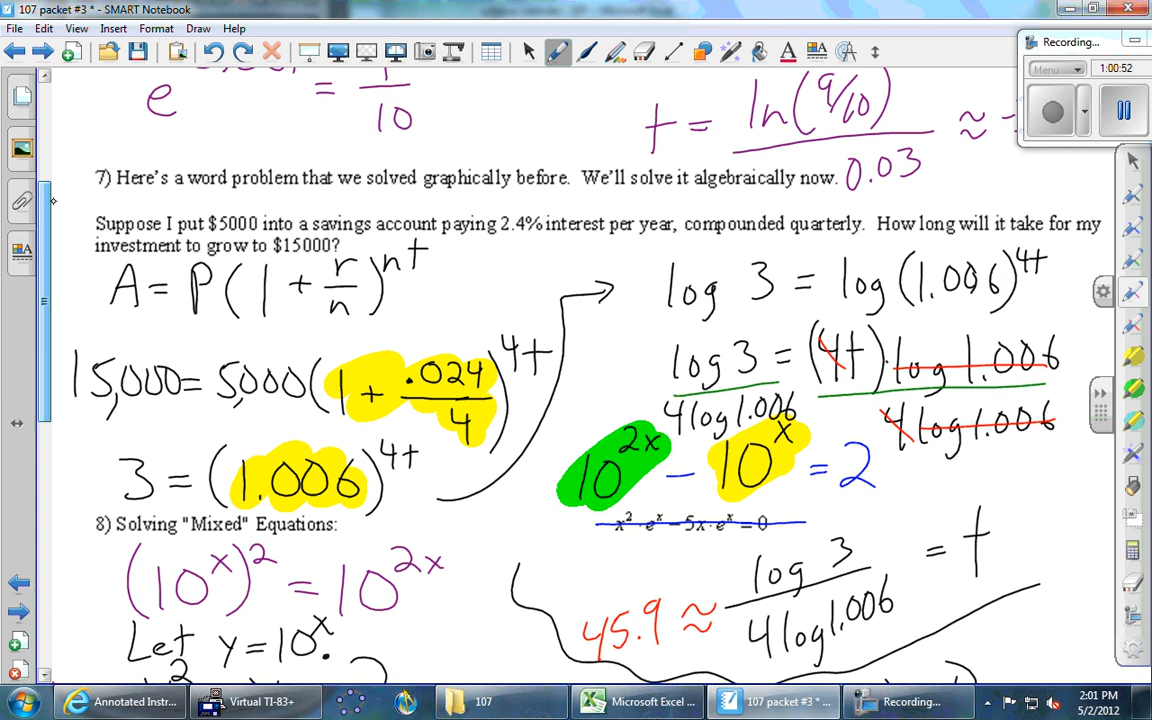 107 packet #3 * - SMART Notebook
File Edit View Insert Format Draw Help
Recording...
Menu
1:00:52
e = 1/10
t = ln(9/10) / 0.03 ≈
7) Here's a word problem that we solved graphically before. We'll solve it algebraically now.
Suppose I put $5000 into a savings account paying 2.4% interest per year, compounded quarterly. How long will it take for my
investment to grow to $15000?
A = P(1 + r/n)^nt
15,000 = 5,000(1 + .024/4)^4t
3 = (1.006)^4t
log 3 = log(1.006)^4t
log 3 = (4t)·log 1.006
4 log 1.006 4 log 1.006
10^2x - 10^x = 2
8) Solving "Mixed" Equations:
x² · e^x - 5x · e^x = 0
(10^x)^2 = 10^2x
45.9 ≈ log 3 / 4 log 1.006 = t
Let y = 10^x.
Annotated Instr...
Virtual TI-83+
107
Microsoft Excel ...
107 packet #3 * ...
Recording...
2:01 PM
5/2/2012